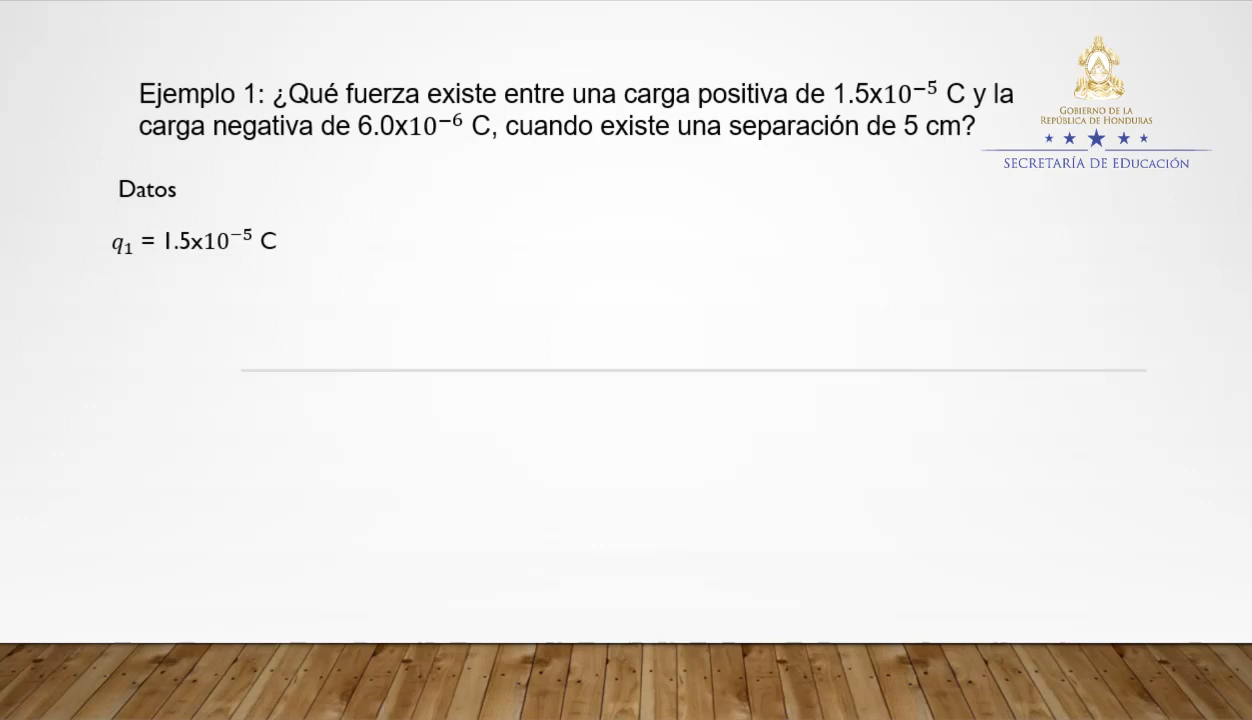 Ejemplo 1: ¿Qué fuerza existe entre una carga positiva de 1.5x10⁻⁵ C y la
carga negativa de 6.0x10⁻⁶ C, cuando existe una separación de 5 cm?
GOBIERNO DE LA
REPÚBLICA DE HONDURAS
SECRETARÍA DE EDUCACIÓN
Datos
q₁ = 1.5x10⁻⁵ C